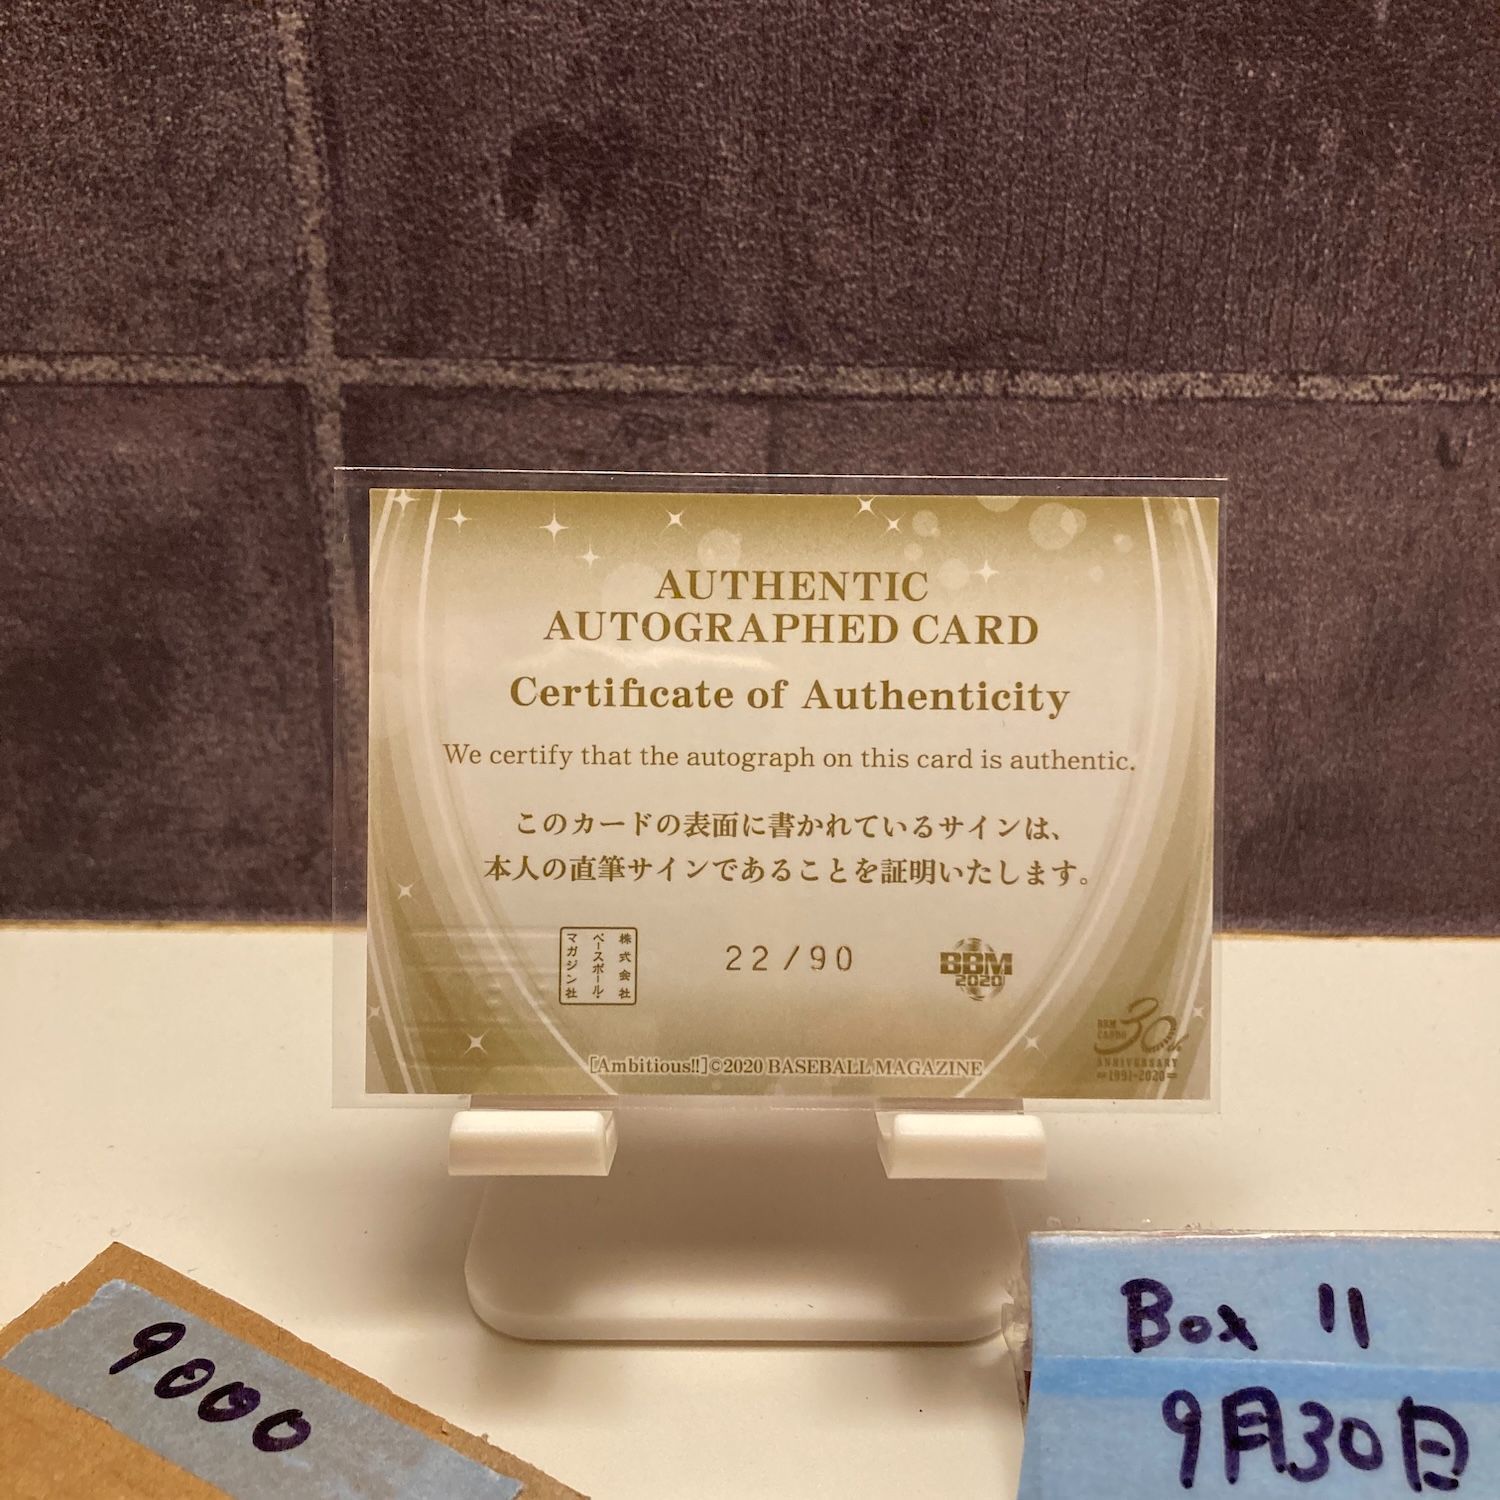 AUTHENTIC
AUTOGRAPHED CARD
Certificate of Authenticity
We certify that the autograph on this card is authentic.
このカードの表面に書かれているサインは、
本人の直筆サインであることを証明いたします。
株式会社
ベースボール・
マガジン社
22/90
BBM
2020
BBM
CARDS
30th
ANNIVERSARY
1991-2020
[Ambitious!!]©2020 BASEBALL MAGAZINE
9000
Box 11
9月30日